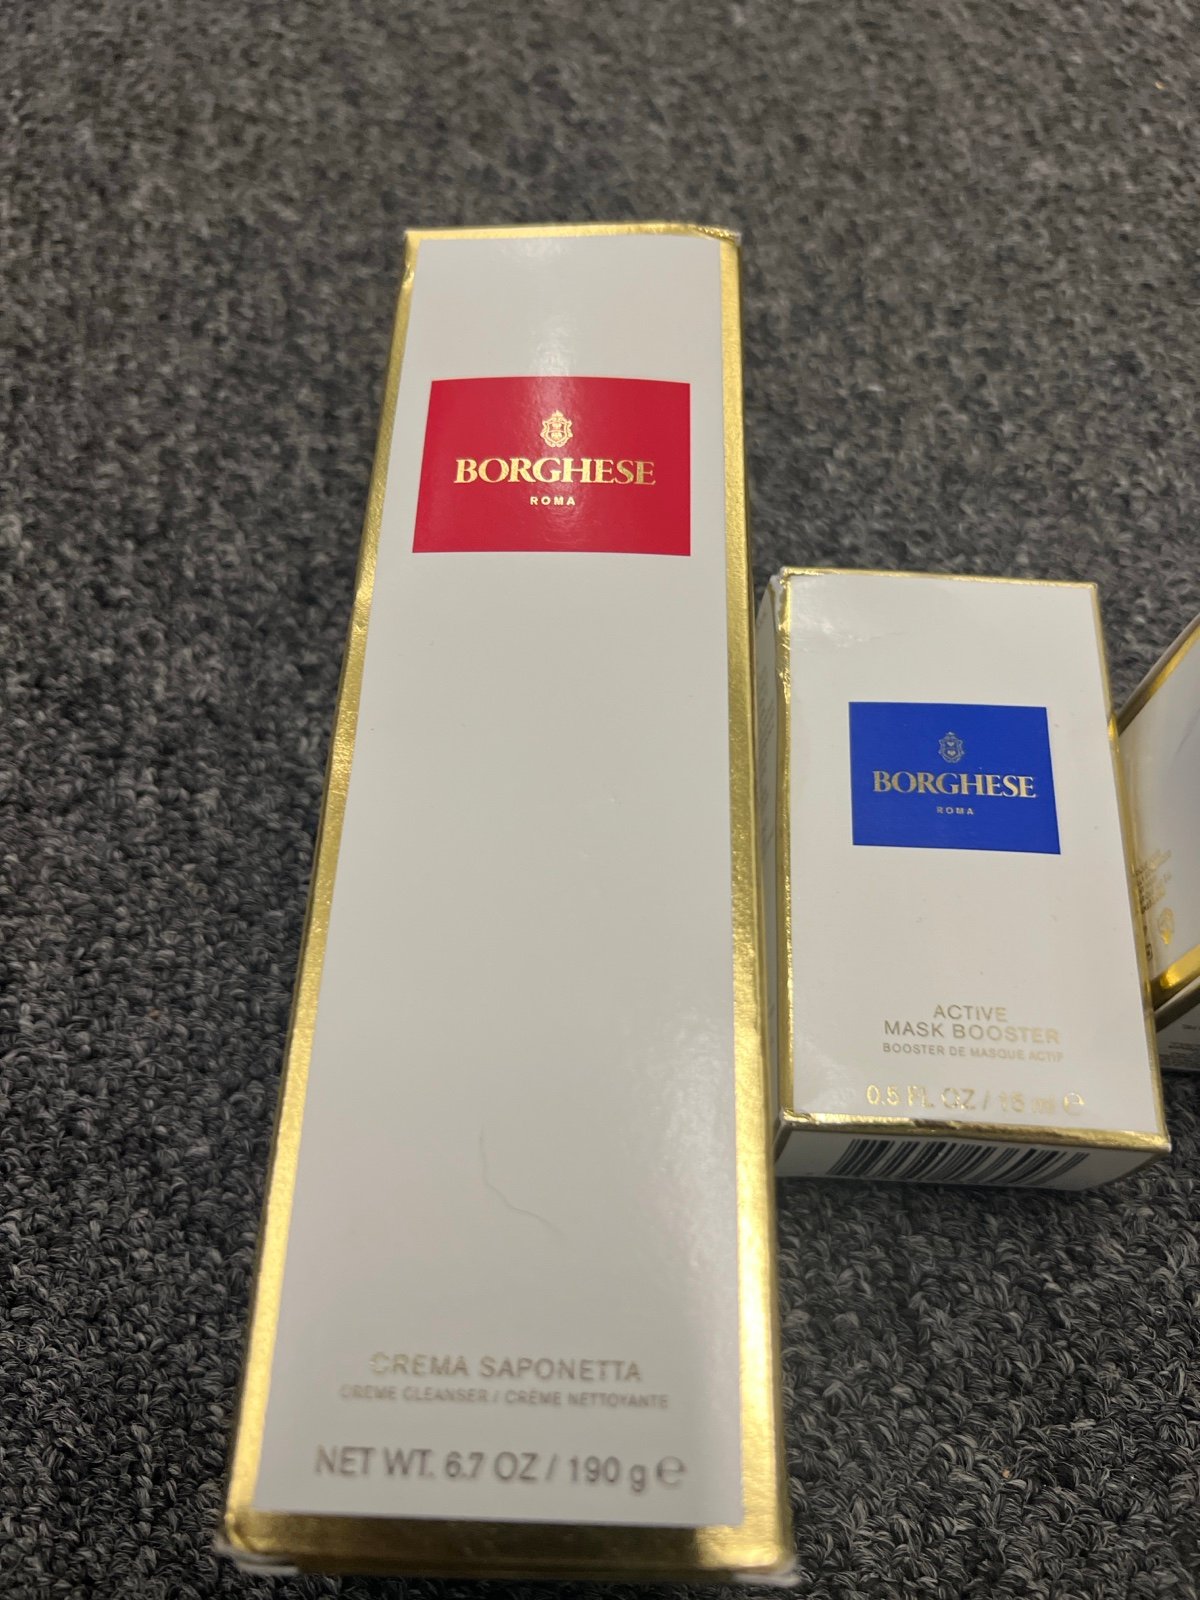 BORGHESE
ROMA
CREMA SAPONETTA
CREME CLEANSER / CRÈME NETTOYANTE
NET WT. 6.7 OZ / 190 g ℮
BORGHESE
ROMA
ACTIVE
MASK BOOSTER
BOOSTER DE MASQUE ACTIF
0.5 FL OZ / 15 ml ℮